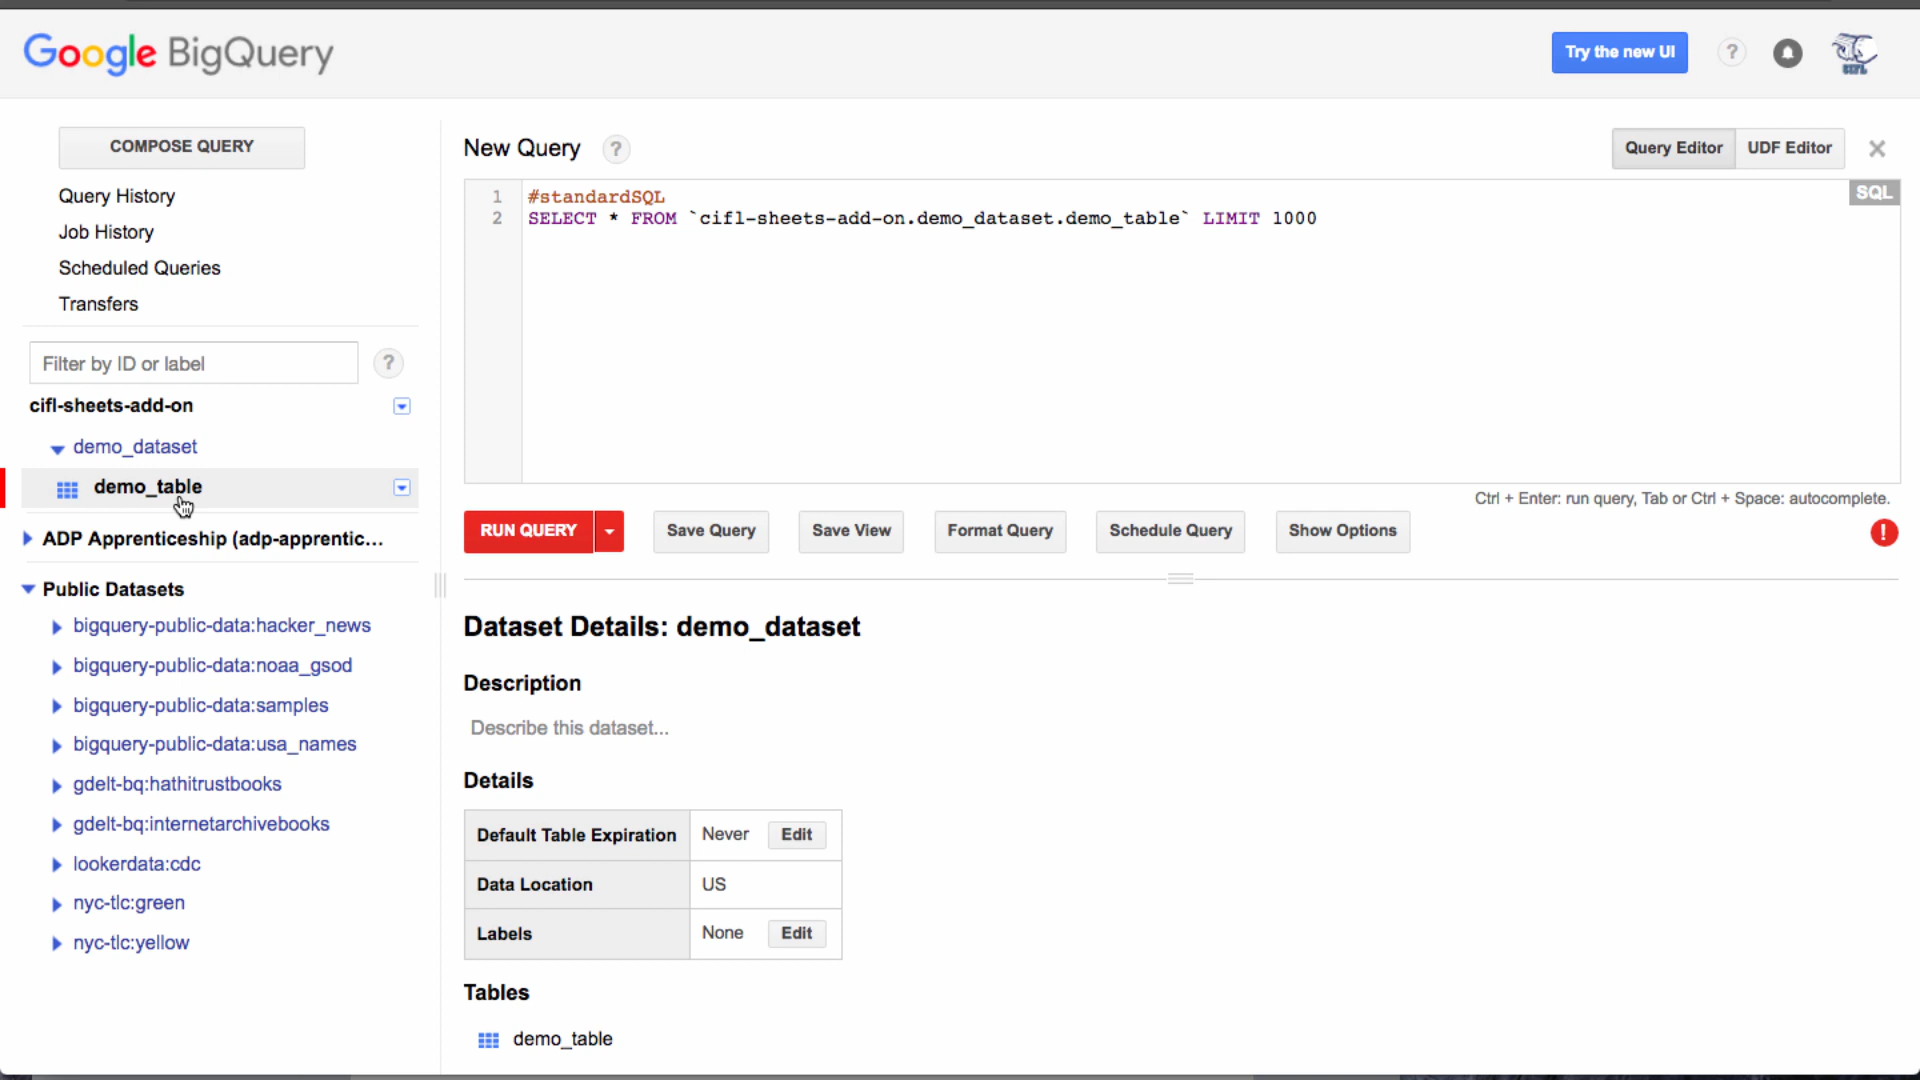 Google BigQuery
Try the new UI
?
CIFL
COMPOSE QUERY
Query History
Job History
Scheduled Queries
Transfers
Filter by ID or label
?
cifl-sheets-add-on
demo_dataset
demo_table
ADP Apprenticeship (adp-apprentic...
Public Datasets
bigquery-public-data:hacker_news
bigquery-public-data:noaa_gsod
bigquery-public-data:samples
bigquery-public-data:usa_names
gdelt-bq:hathitrustbooks
gdelt-bq:internetarchivebooks
lookerdata:cdc
nyc-tlc:green
nyc-tlc:yellow
New Query ?
Query Editor UDF Editor
SQL
1 #standardSQL
2 SELECT * FROM `cifl-sheets-add-on.demo_dataset.demo_table` LIMIT 1000
Ctrl + Enter: run query, Tab or Ctrl + Space: autocomplete.
RUN QUERY Save Query Save View Format Query Schedule Query Show Options !
Dataset Details: demo_dataset
Description
Describe this dataset...
Details
Default Table Expiration Never Edit
Data Location US
Labels None Edit
Tables
demo_table